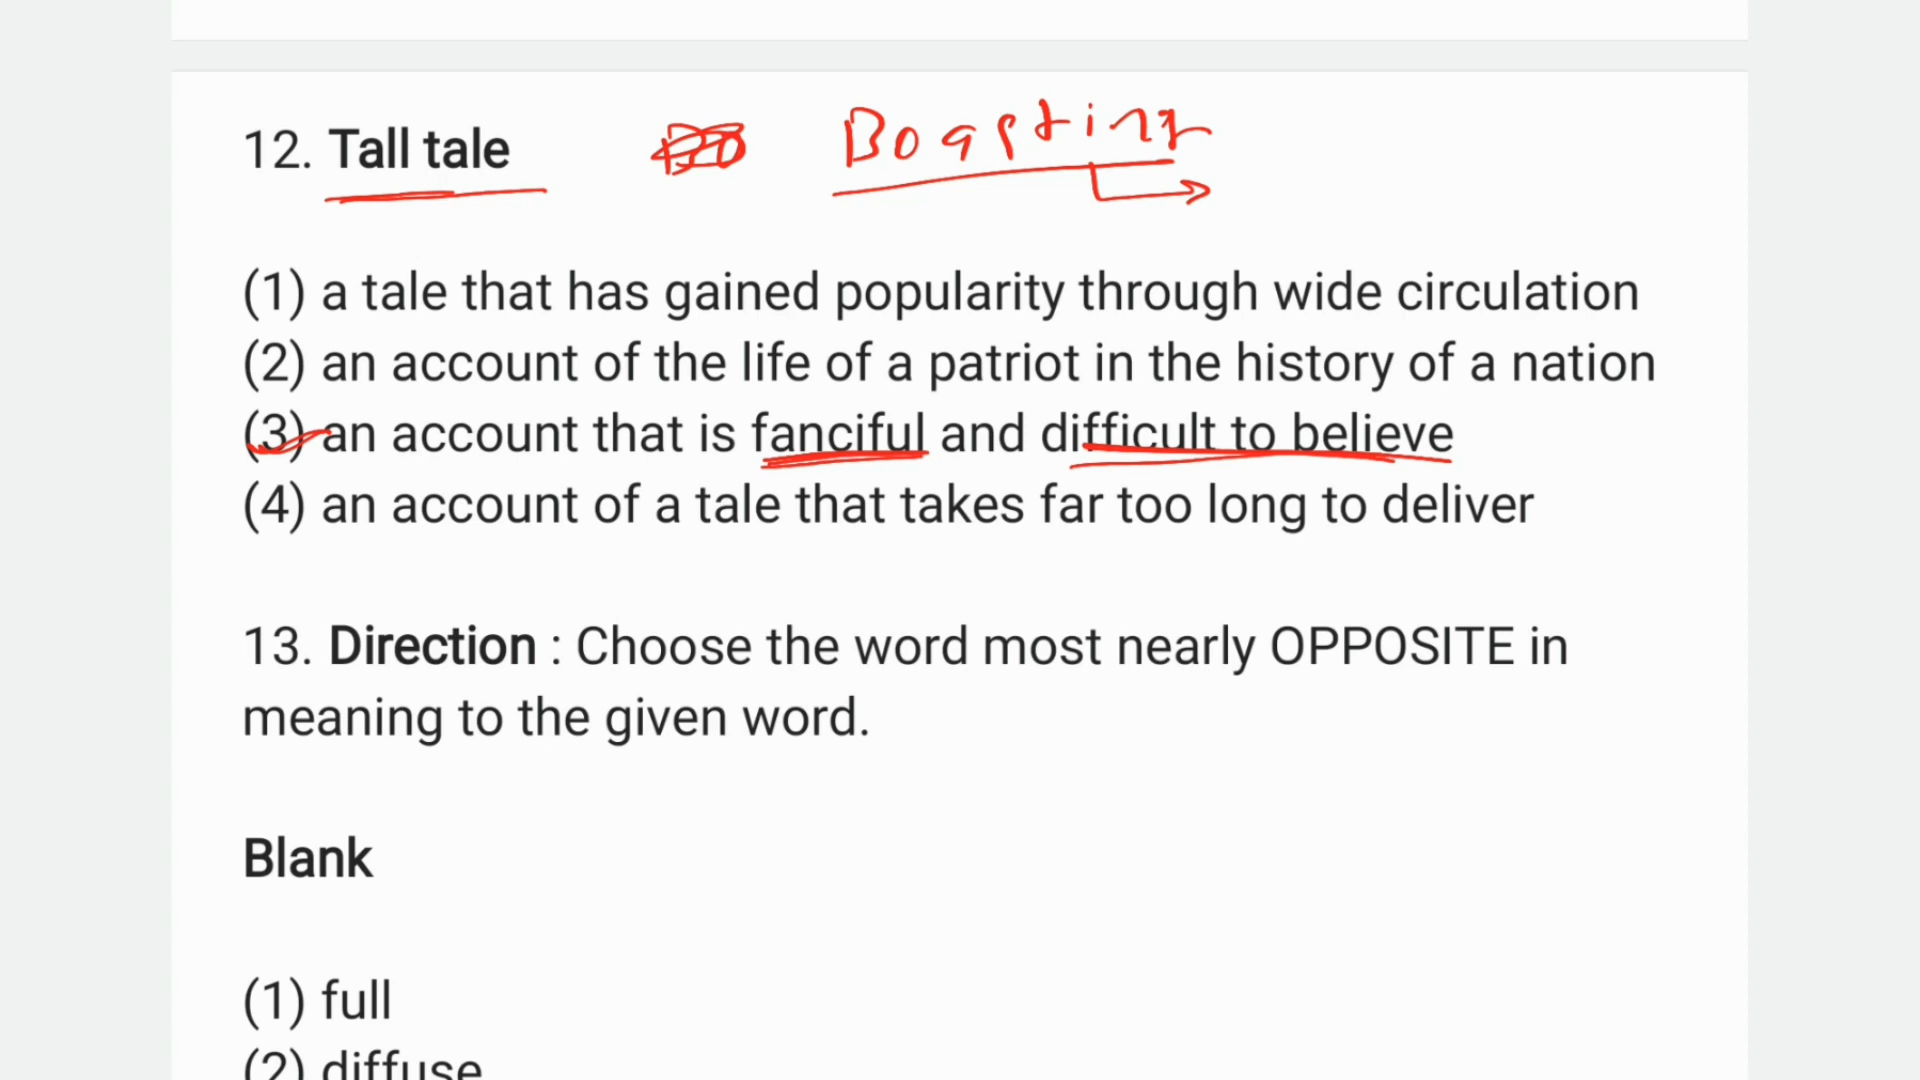 12. Tall tale Boasting
(1) a tale that has gained popularity through wide circulation
(2) an account of the life of a patriot in the history of a nation
(3) an account that is fanciful and difficult to believe
(4) an account of a tale that takes far too long to deliver
13. Direction : Choose the word most nearly OPPOSITE in
meaning to the given word.
Blank
(1) full
(2) diffuse